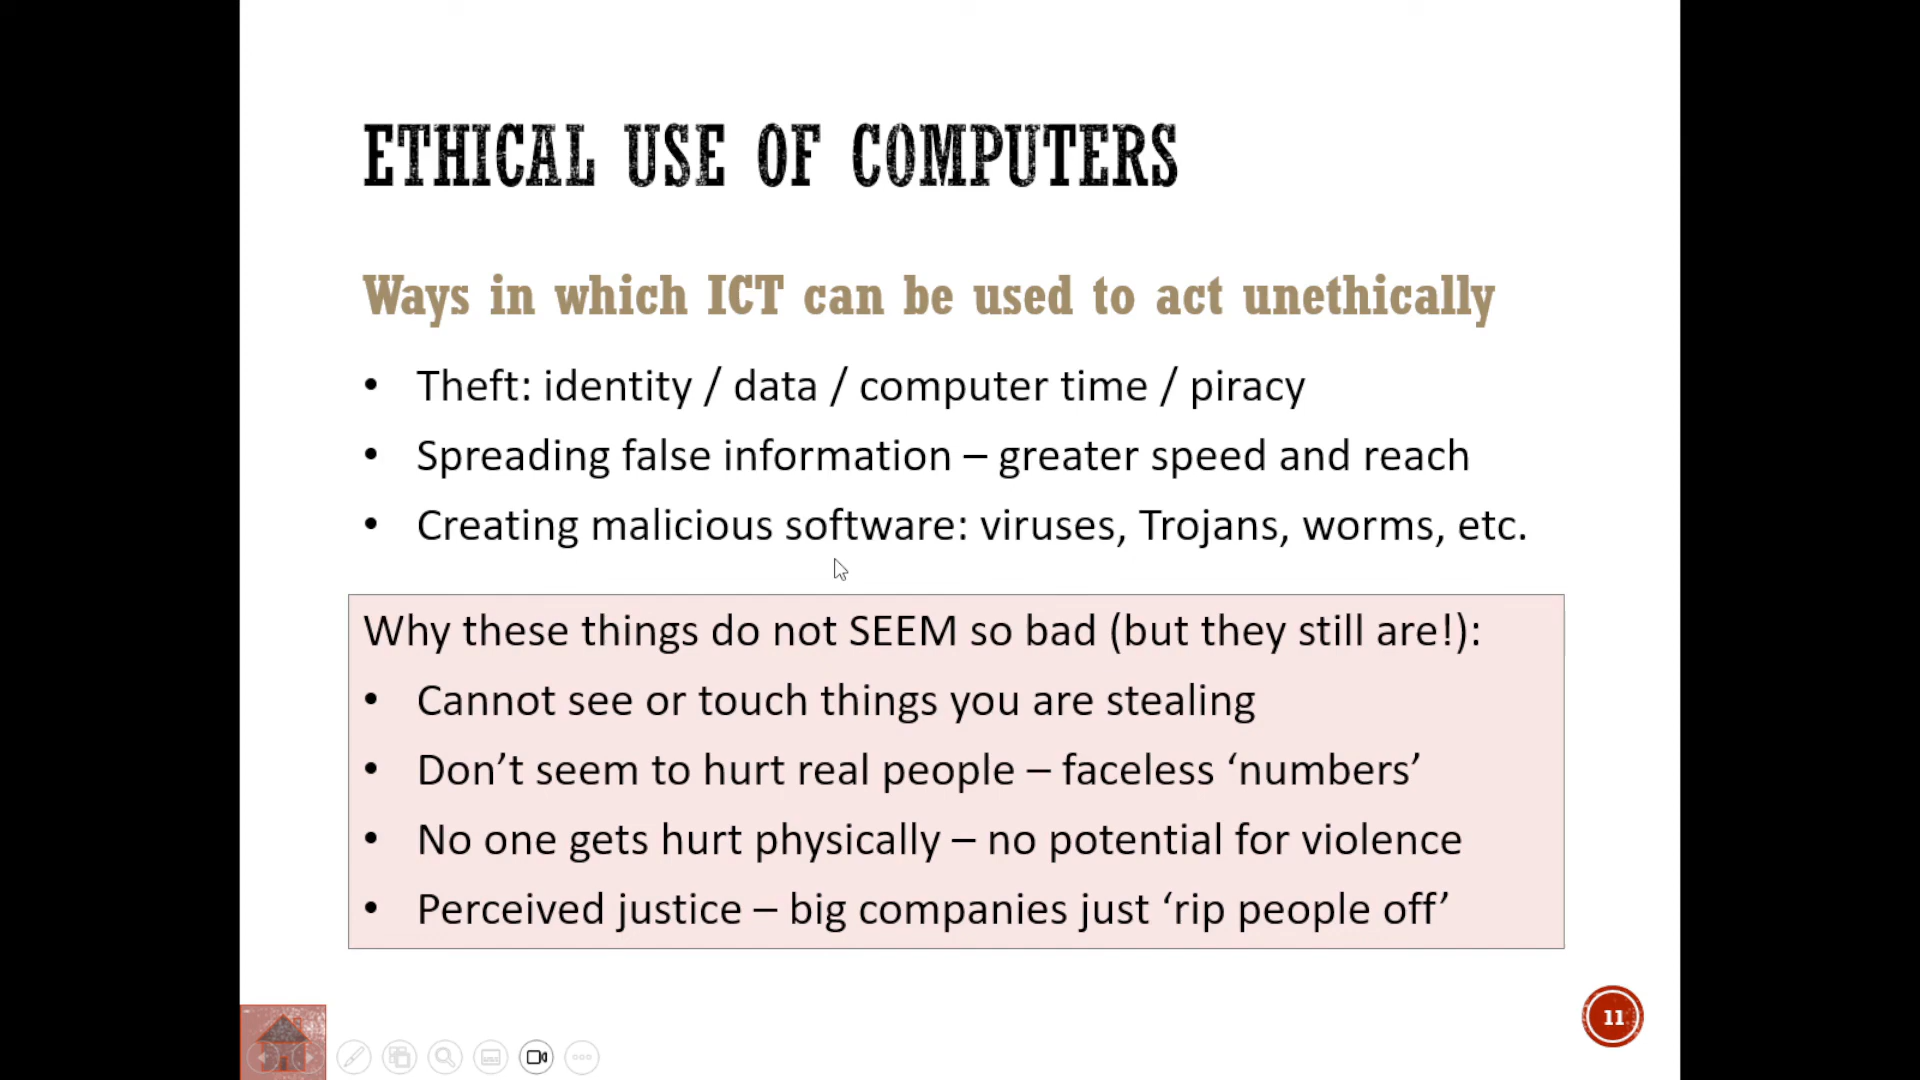 ETHICAL USE OF COMPUTERS
Ways in which ICT can be used to act unethically
• Theft: identity / data / computer time / piracy
• Spreading false information – greater speed and reach
• Creating malicious software: viruses, Trojans, worms, etc.
Why these things do not SEEM so bad (but they still are!):
• Cannot see or touch things you are stealing
• Don’t seem to hurt real people – faceless ‘numbers’
• No one gets hurt physically – no potential for violence
• Perceived justice – big companies just ‘rip people off’
11